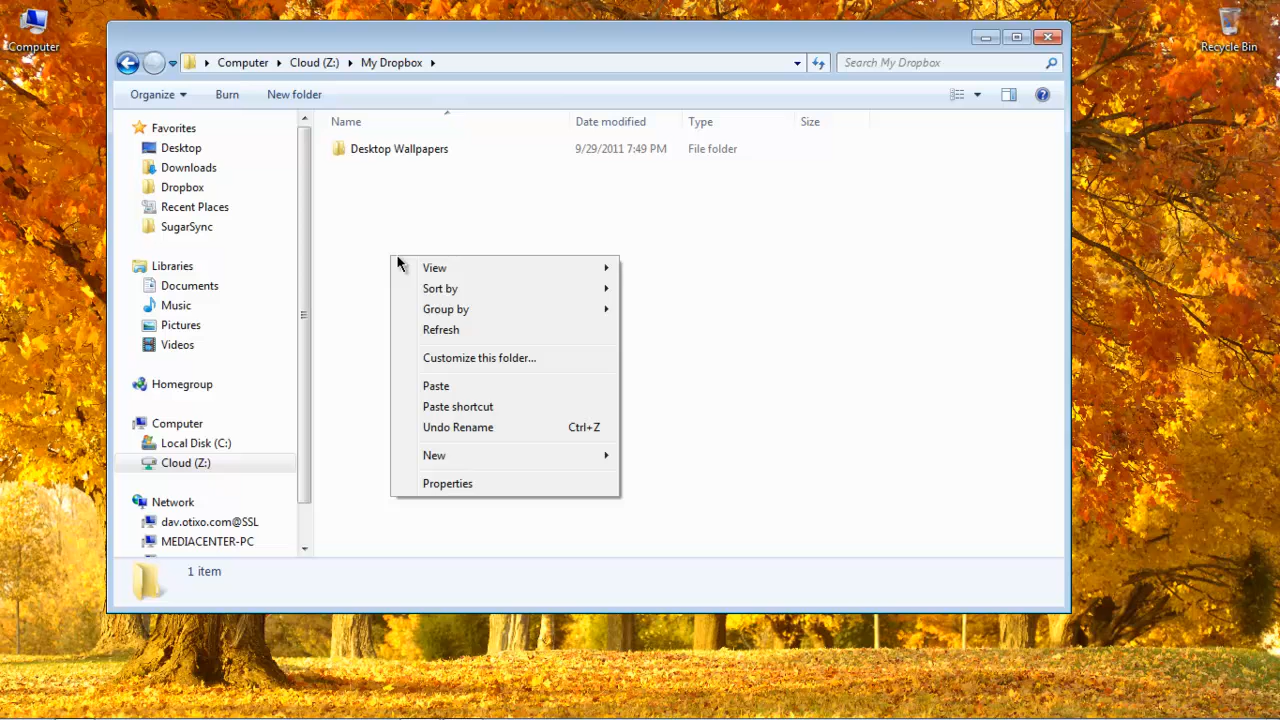 Computer
Recycle Bin
Computer Cloud (Z:) My Dropbox
Search My Dropbox
Organize Burn New folder
Name Date modified Type Size
Desktop Wallpapers 9/29/2011 7:49 PM File folder
Favorites
Desktop
Downloads
Dropbox
Recent Places
SugarSync
Libraries
Documents
Music
Pictures
Videos
Homegroup
Computer
Local Disk (C:)
Cloud (Z:)
Network
dav.otixo.com@SSL
MEDIACENTER-PC
View
Sort by
Group by
Refresh
Customize this folder...
Paste
Paste shortcut
Undo Rename Ctrl+Z
New
Properties
1 item